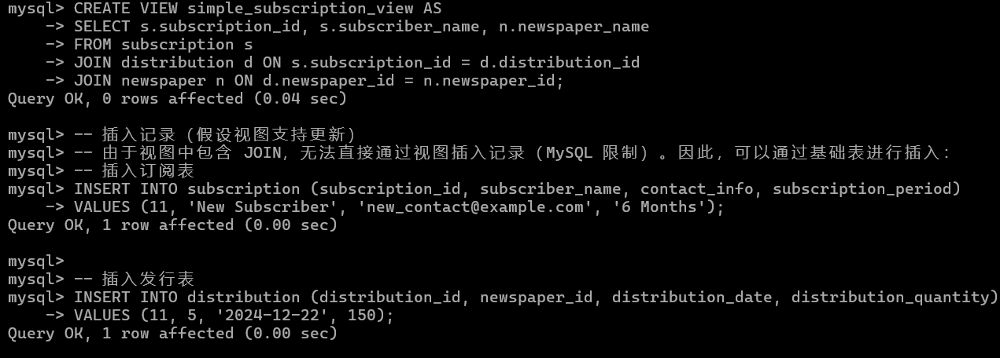 mysql> CREATE VIEW simple_subscription_view AS
    -> SELECT s.subscription_id, s.subscriber_name, n.newspaper_name
    -> FROM subscription s
    -> JOIN distribution d ON s.subscription_id = d.distribution_id
    -> JOIN newspaper n ON d.newspaper_id = n.newspaper_id;
Query OK, 0 rows affected (0.04 sec)

mysql> -- 插入记录（假设视图支持更新）
mysql> -- 由于视图中包含 JOIN，无法直接通过视图插入记录（MySQL 限制）。因此，可以通过基础表进行插入：
mysql> -- 插入订阅表
mysql> INSERT INTO subscription (subscription_id, subscriber_name, contact_info, subscription_period)
    -> VALUES (11, 'New Subscriber', 'new_contact@example.com', '6 Months');
Query OK, 1 row affected (0.00 sec)

mysql>
mysql> -- 插入发行表
mysql> INSERT INTO distribution (distribution_id, newspaper_id, distribution_date, distribution_quantity)
    -> VALUES (11, 5, '2024-12-22', 150);
Query OK, 1 row affected (0.00 sec)